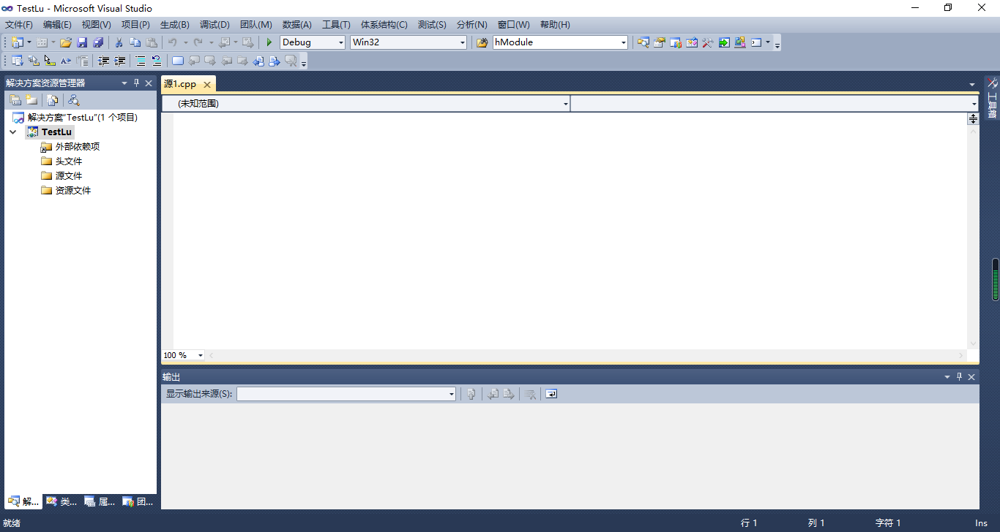 TestLu - Microsoft Visual Studio
文件(F) 编辑(E) 视图(V) 项目(P) 生成(B) 调试(D) 团队(M) 数据(A) 工具(T) 体系结构(C) 测试(S) 分析(N) 窗口(W) 帮助(H)
Debug Win32 hModule
解决方案资源管理器
源1.cpp
工具箱
(未知范围)
解决方案"TestLu"(1 个项目)
TestLu
外部依赖项
头文件
源文件
资源文件
100 %
输出
显示输出来源(S):
解... 类... 属... 团...
就绪 行 1 列 1 字符 1 Ins